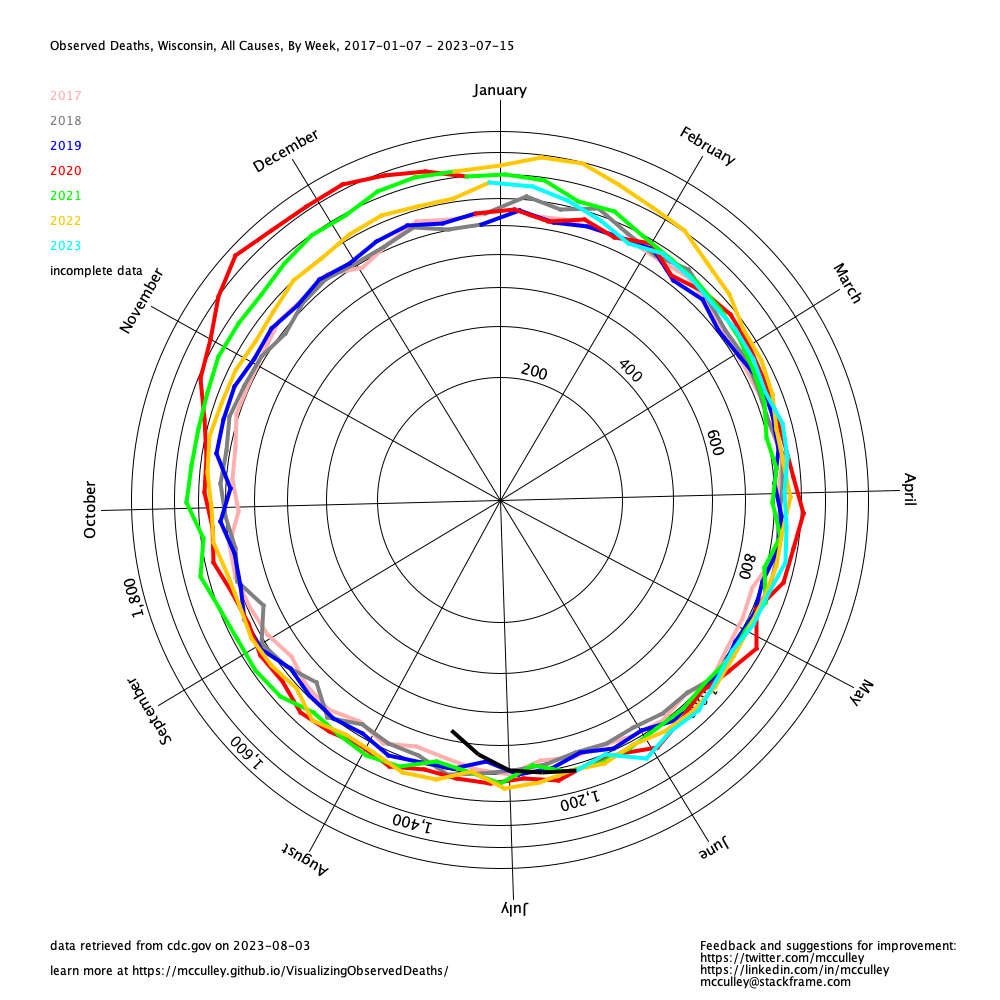 Observed Deaths, Wisconsin, All Causes, By Week, 2017-01-07 - 2023-07-15
January
2017
2018
2019
2020
2021
2022
2023
incomplete data
December
February
November
March
200
400
600
October
April
800
1,800
September
May
1,600
1,400
1,200
August
June
July
data retrieved from cdc.gov on 2023-08-03
learn more at https://mcculley.github.io/VisualizingObservedDeaths/
Feedback and suggestions for improvement:
https://twitter.com/mcculley
https://linkedin.com/in/mcculley
mcculley@stackframe.com